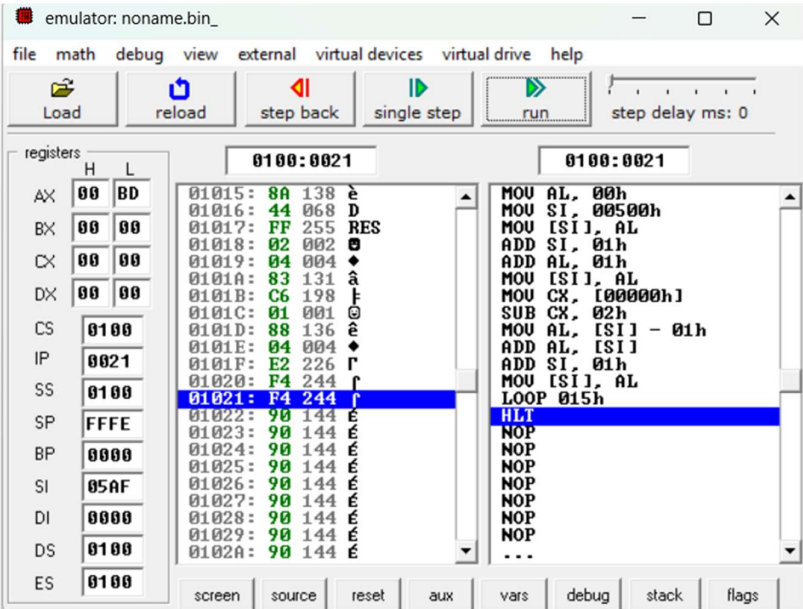 emulator: noname.bin_
file math debug view external virtual devices virtual drive help
Load reload step back single step run step delay ms: 0
registers
H L
AX 00 BD
BX 00 00
CX 00 00
DX 00 00
CS 0100
IP 0021
SS 0100
SP FFFE
BP 0000
SI 05AF
DI 0000
DS 0100
ES 0100
0100:0021
01015: 8A 138 è
01016: 44 068 D
01017: FF 255 RES
01018: 02 002 ☻
01019: 04 004 ♦
0101A: 83 131 â
0101B: C6 198 ╞
0101C: 01 001 ☺
0101D: 88 136 ê
0101E: 04 004 ♦
0101F: E2 226 Γ
01020: F4 244 ⌠
01021: F4 244 ⌠
01022: 90 144 É
01023: 90 144 É
01024: 90 144 É
01025: 90 144 É
01026: 90 144 É
01027: 90 144 É
01028: 90 144 É
01029: 90 144 É
0102A: 90 144 É
0100:0021
MOV AL, 00h
MOV SI, 00500h
MOV [SI], AL
ADD SI, 01h
ADD AL, 01h
MOV [SI], AL
MOV CX, [00000h]
SUB CX, 02h
MOV AL, [SI] - 01h
ADD AL, [SI]
ADD SI, 01h
MOV [SI], AL
LOOP 015h
HLT
NOP
NOP
NOP
NOP
NOP
NOP
NOP
...
screen source reset aux vars debug stack flags